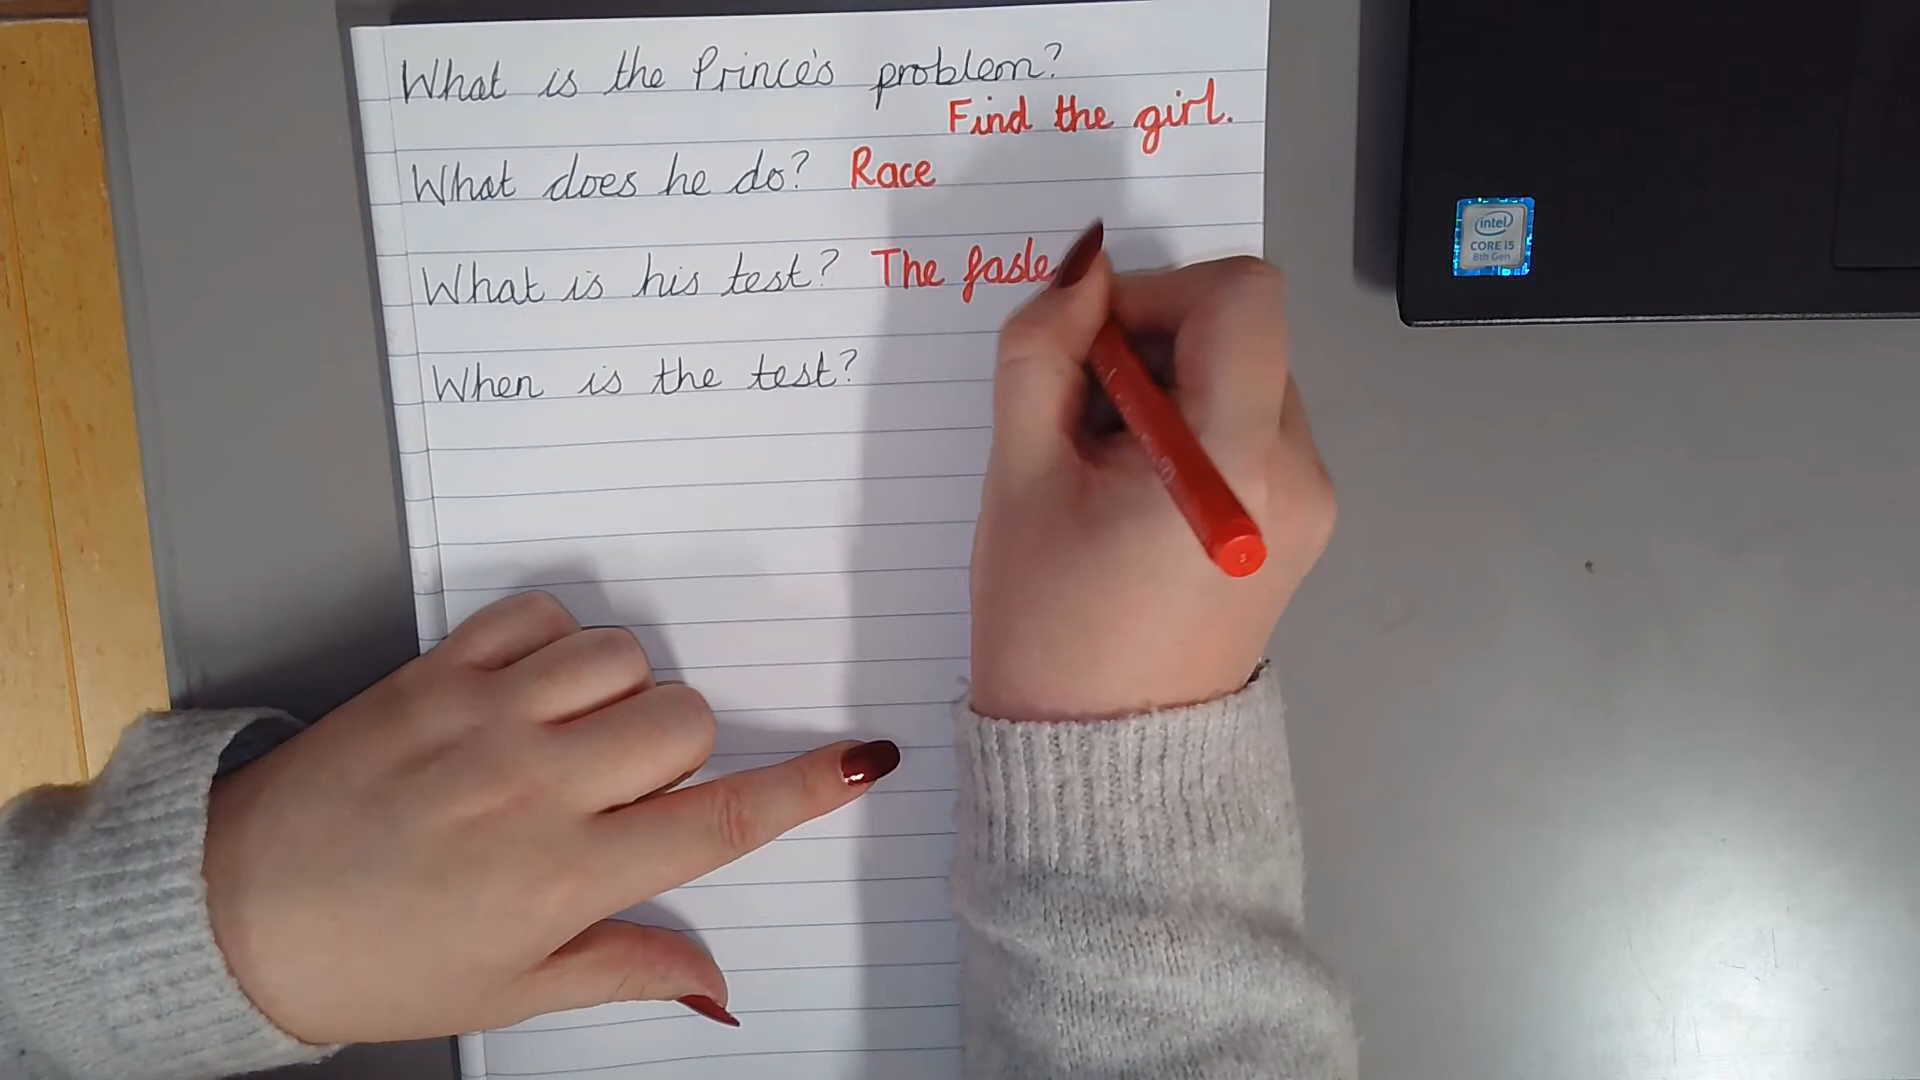 What is the Prince's problem?
Find the girl.
What does he do? Race
What is his test? The faste
When is the test?
intel
CORE i5
8th Gen